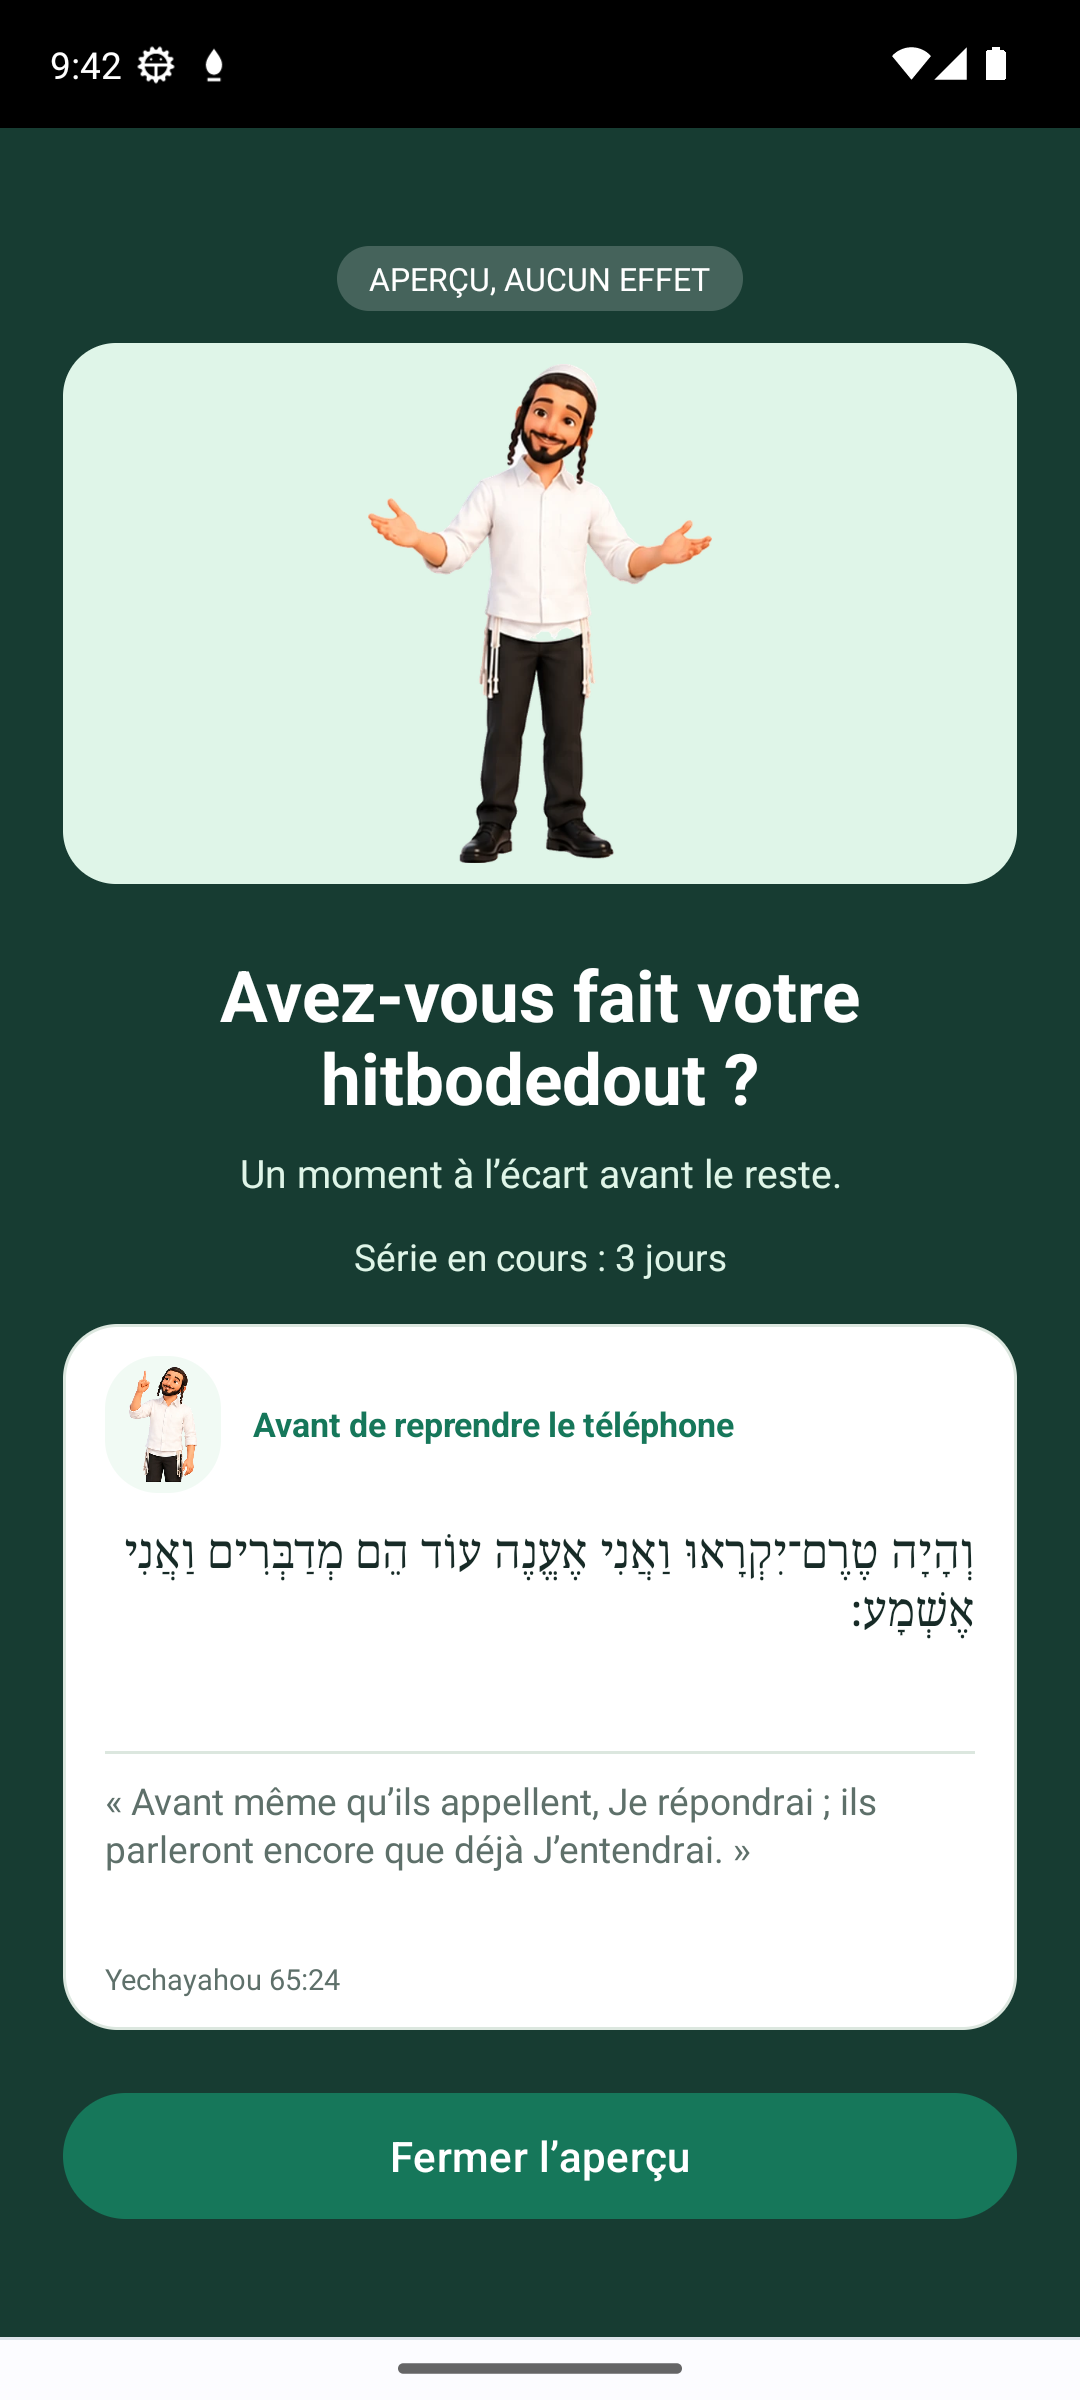 9:42
APERÇU, AUCUN EFFET
Avez-vous fait votre
hitbodedout ?
Un moment à l’écart avant le reste.
Série en cours : 3 jours
Avant de reprendre le téléphone
וְהָיָה טֶרֶם־יִקְרָאוּ וַאֲנִי אֶעֱנֶה עוֹד הֵם מְדַבְּרִים וַאֲנִי
אֶשְׁמָע׃
« Avant même qu’ils appellent, Je répondrai ; ils
parleront encore que déjà J’entendrai. »
Yechayahou 65:24
Fermer l’aperçu